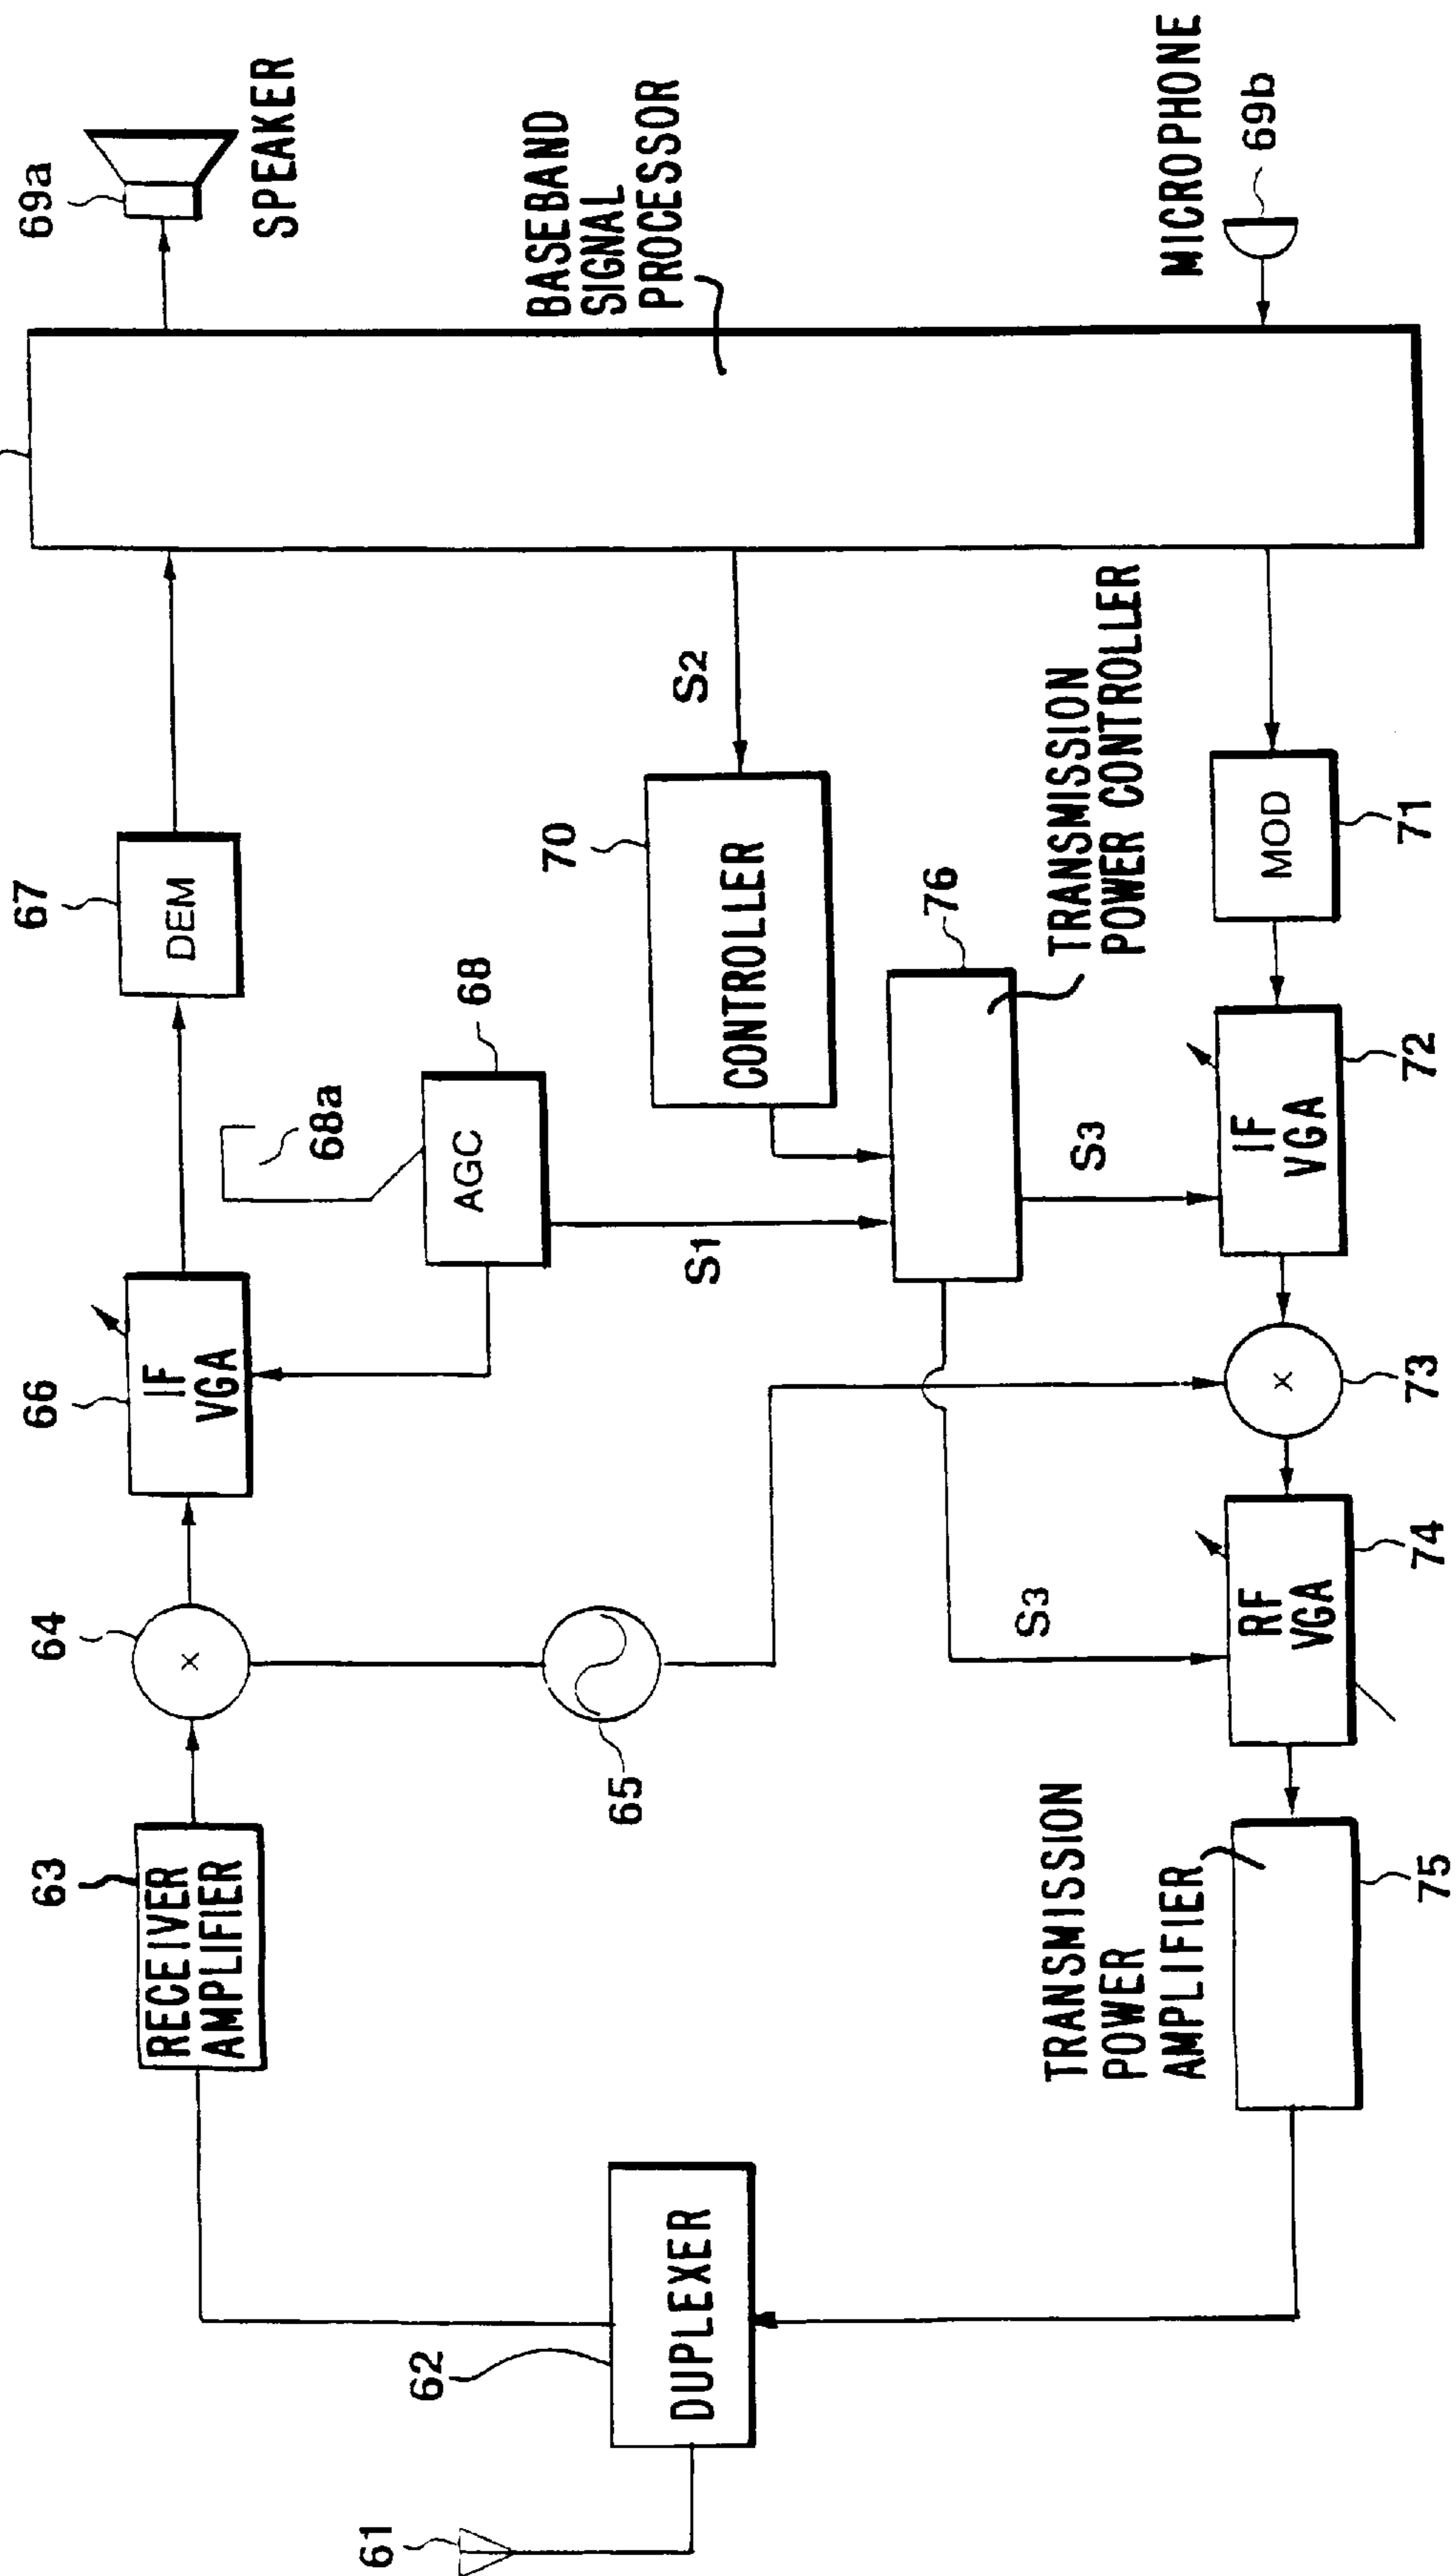 69a
SPEAKER
BASEBAND
SIGNAL
PROCESSOR
MICROPHONE
69b
67
DEM
68a
68
AGC
S2
70
CONTROLLER
76
TRANSMISSION
POWER CONTROLLER
MOD
71
66
IF
VGA
S1
S3
IF
VGA
72
64
x
65
x
73
S3
RF
VGA
74
63
RECEIVER
AMPLIFIER
TRANSMISSION
POWER
AMPLIFIER
75
62
DUPLEXER
61